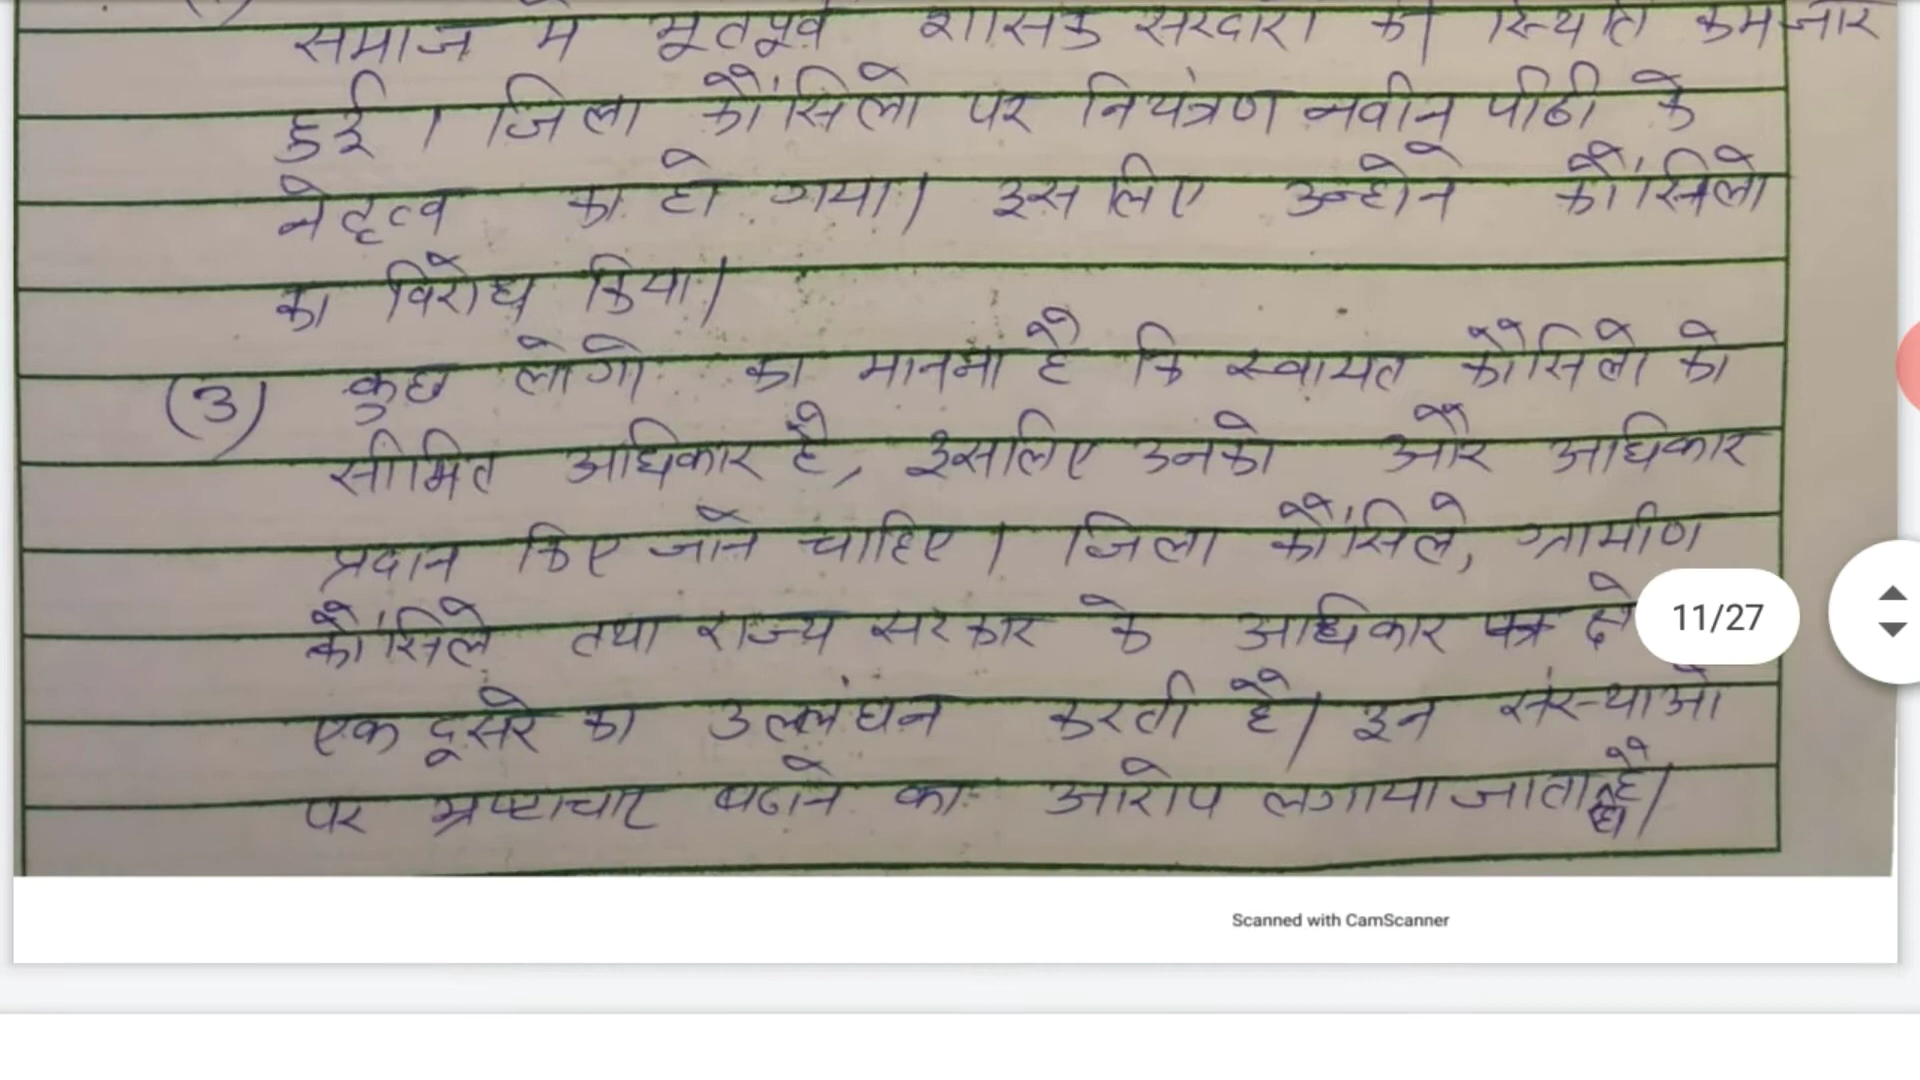 समाज मे भूतपूर्व शासक सरदारो की स्थिति कमजोर
हुई । जिला कौंसिलो पर नियंत्रण नवीन पीढी के
नेतृत्व का हो गया। इसलिए उन्होने कौंसिलो
का विरोध किया।
(3) कुछ लोगो का मानना है कि स्वायत कौसिलो को
सीमित अधिकार है, इसलिए उनको और अधिकार
प्रदान किए जाने चाहिए । जिला कौंसिले, ग्रामीण
कौंसिले तथा राज्य सरकार के अधिकार
11/27
एक दूसरे का उल्लंघन करती है। इन संस्थाओ
पर भ्रष्टाचार बढाने का आरोप लगाया जाता है।
Scanned with CamScanner